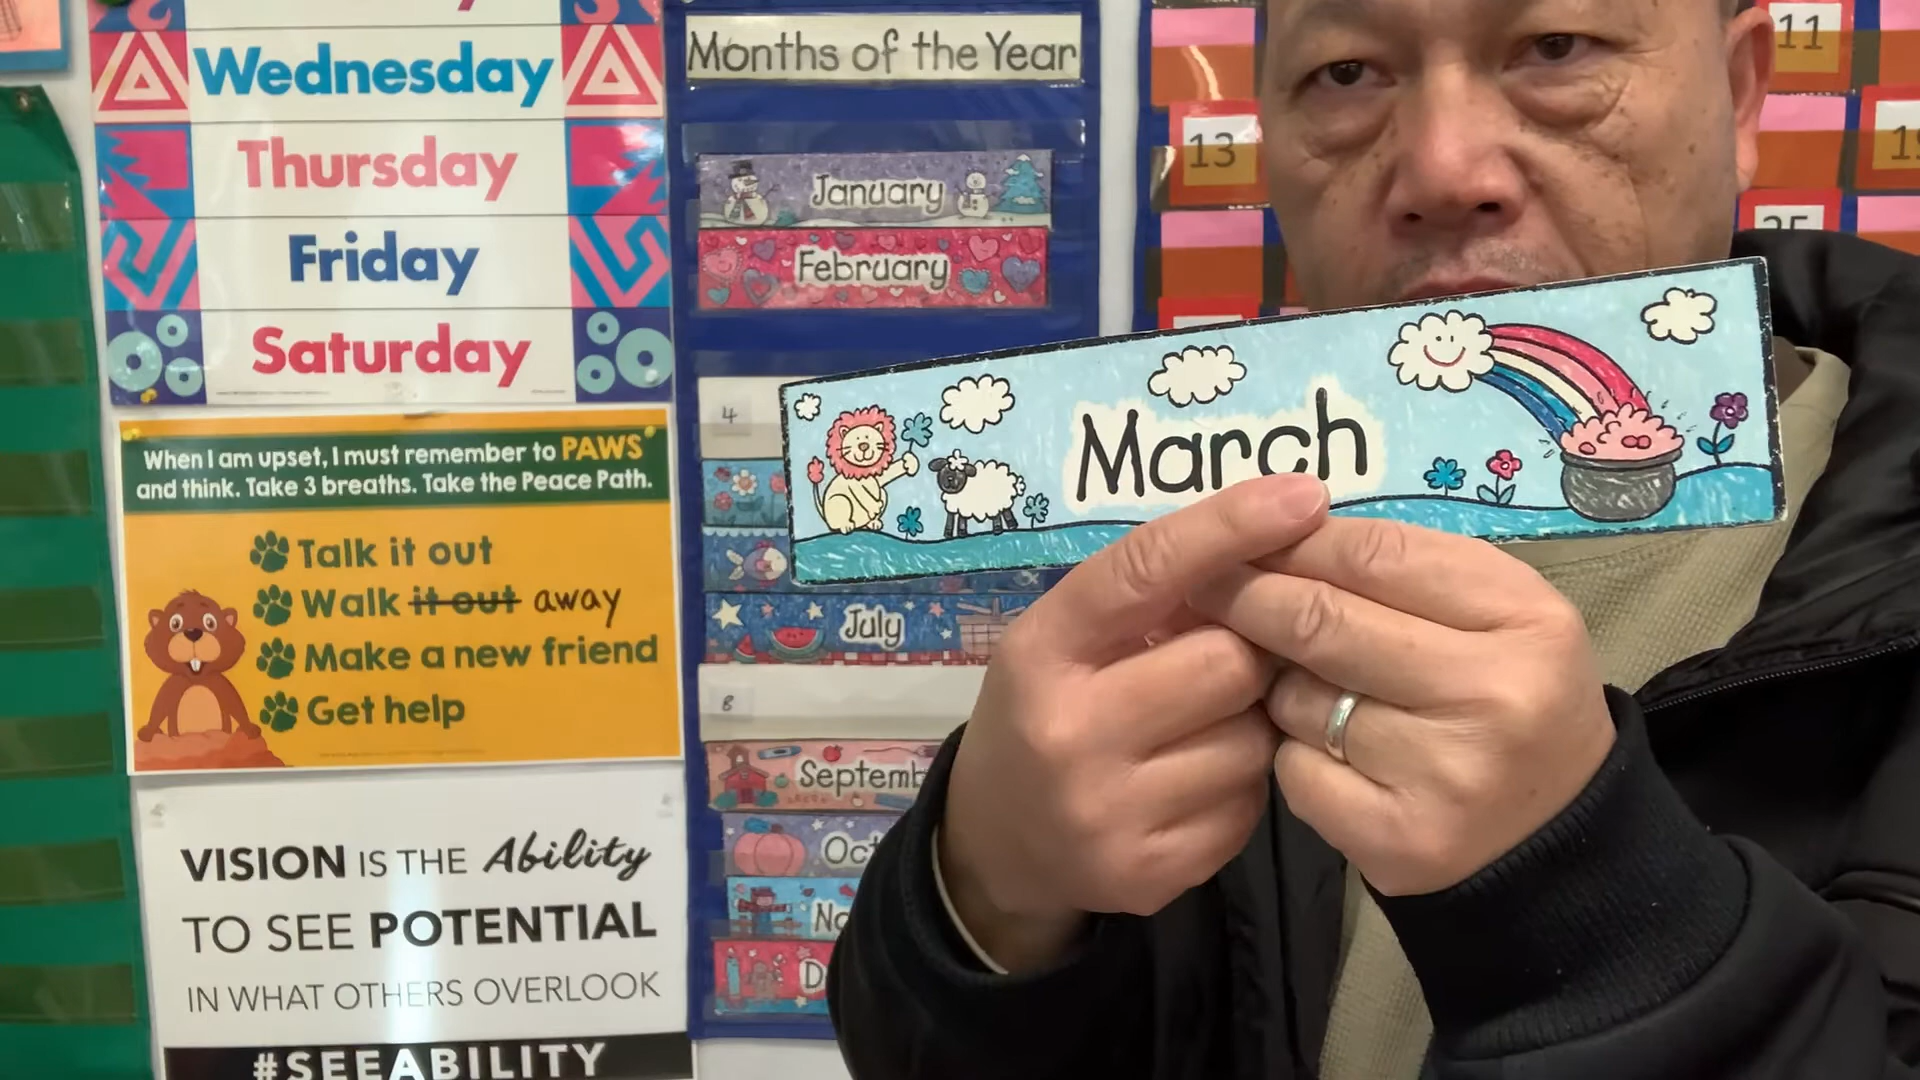 Wednesday
Thursday
Friday
Saturday
When I am upset, I must remember to PAWS
and think. Take 3 breaths. Take the Peace Path.
Talk it out
Walk it out away
Make a new friend
Get help
VISION IS THE Ability
TO SEE POTENTIAL
IN WHAT OTHERS OVERLOOK
#SEEABILITY
Months of the Year
January
February
4
July
8
Septemb
Oct
No
D
March
11
13
25